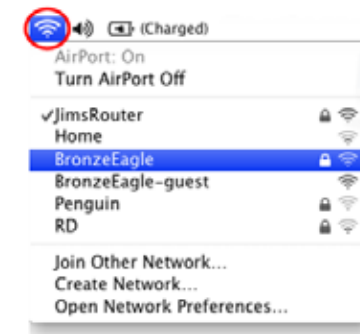 (Charged)
AirPort: On
Turn AirPort Off
✓JimsRouter
Home
BronzeEagle
BronzeEagle-guest
Penguin
RD
Join Other Network...
Create Network...
Open Network Preferences...